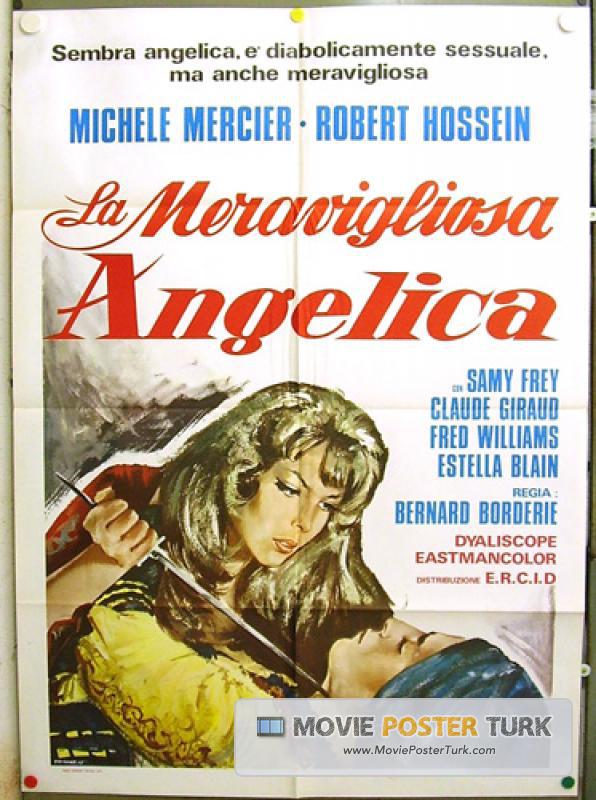 Sembra angelica, e' diabolicamente sessuale,
ma anche meravigliosa
MICHELE MERCIER · ROBERT HOSSEIN
La Meravigliosa
Angelica
con SAMY FREY
CLAUDE GIRAUD
FRED WILLIAMS
ESTELLA BLAIN
REGIA:
BERNARD BORDERIE
DYALISCOPE
EASTMANCOLOR
DISTRIBUZIONE E.R.C.I.D
MOVIE POSTER TURK
www.MoviePosterTurk.com